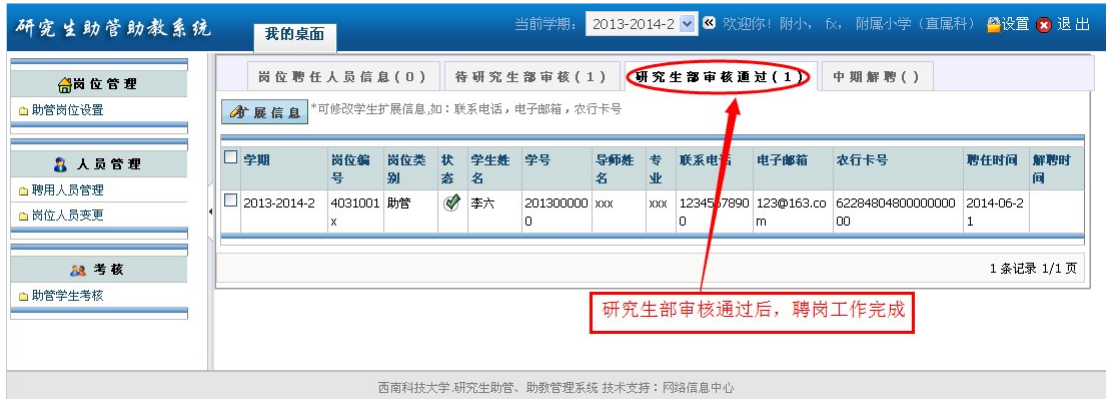 研究生助管助教系统
我的桌面
当前学期： 2013-2014-2 欢迎你！附小， fx， 附属小学（直属科） 设置 退出
岗位管理
助管岗位设置
人员管理
聘用人员管理
岗位人员变更
考核
助管学生考核
岗位聘任人员信息(0) 待研究生部审核(1) 研究生部审核通过(1) 中期解聘()
扩展信息 *可修改学生扩展信息,如：联系电话，电子邮箱，农行卡号
学期 岗位编号 岗位类别 状态 学生姓名 学号 导师姓名 专业 联系电话 电子邮箱 农行卡号 聘任时间 解聘时间
2013-2014-2 4031001x 助管 李六 2013000000 xxx xxx 12345678900 123@163.com 6228480480000000000 2014-06-21
1 条记录 1/1 页
研究生部审核通过后，聘岗工作完成
西南科技大学.研究生助管、助教管理系统 技术支持：网络信息中心